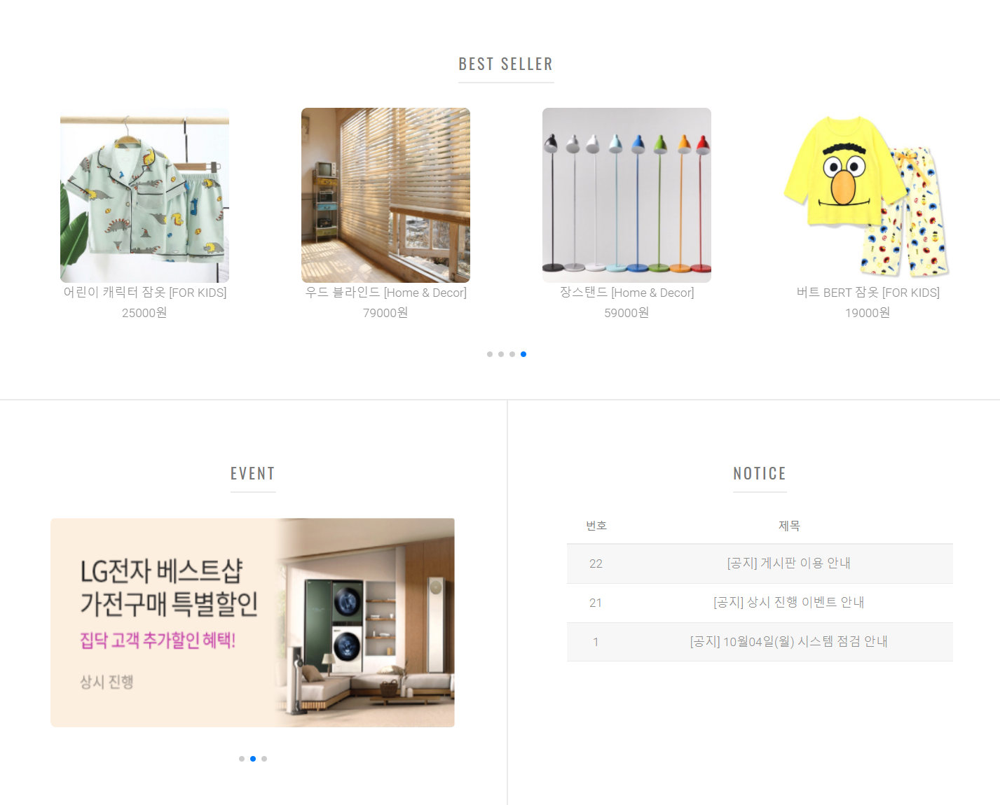 BEST SELLER
어린이 캐릭터 잠옷 [FOR KIDS]
25000원
우드 블라인드 [Home & Decor]
79000원
장스탠드 [Home & Decor]
59000원
버트 BERT 잠옷 [FOR KIDS]
19000원
EVENT
LG전자 베스트샵
가전구매 특별할인
집닥 고객 추가할인 혜택!
상시 진행
NOTICE
번호 제목
22 [공지] 게시판 이용 안내
21 [공지] 상시 진행 이벤트 안내
1 [공지] 10월04일(월) 시스템 점검 안내